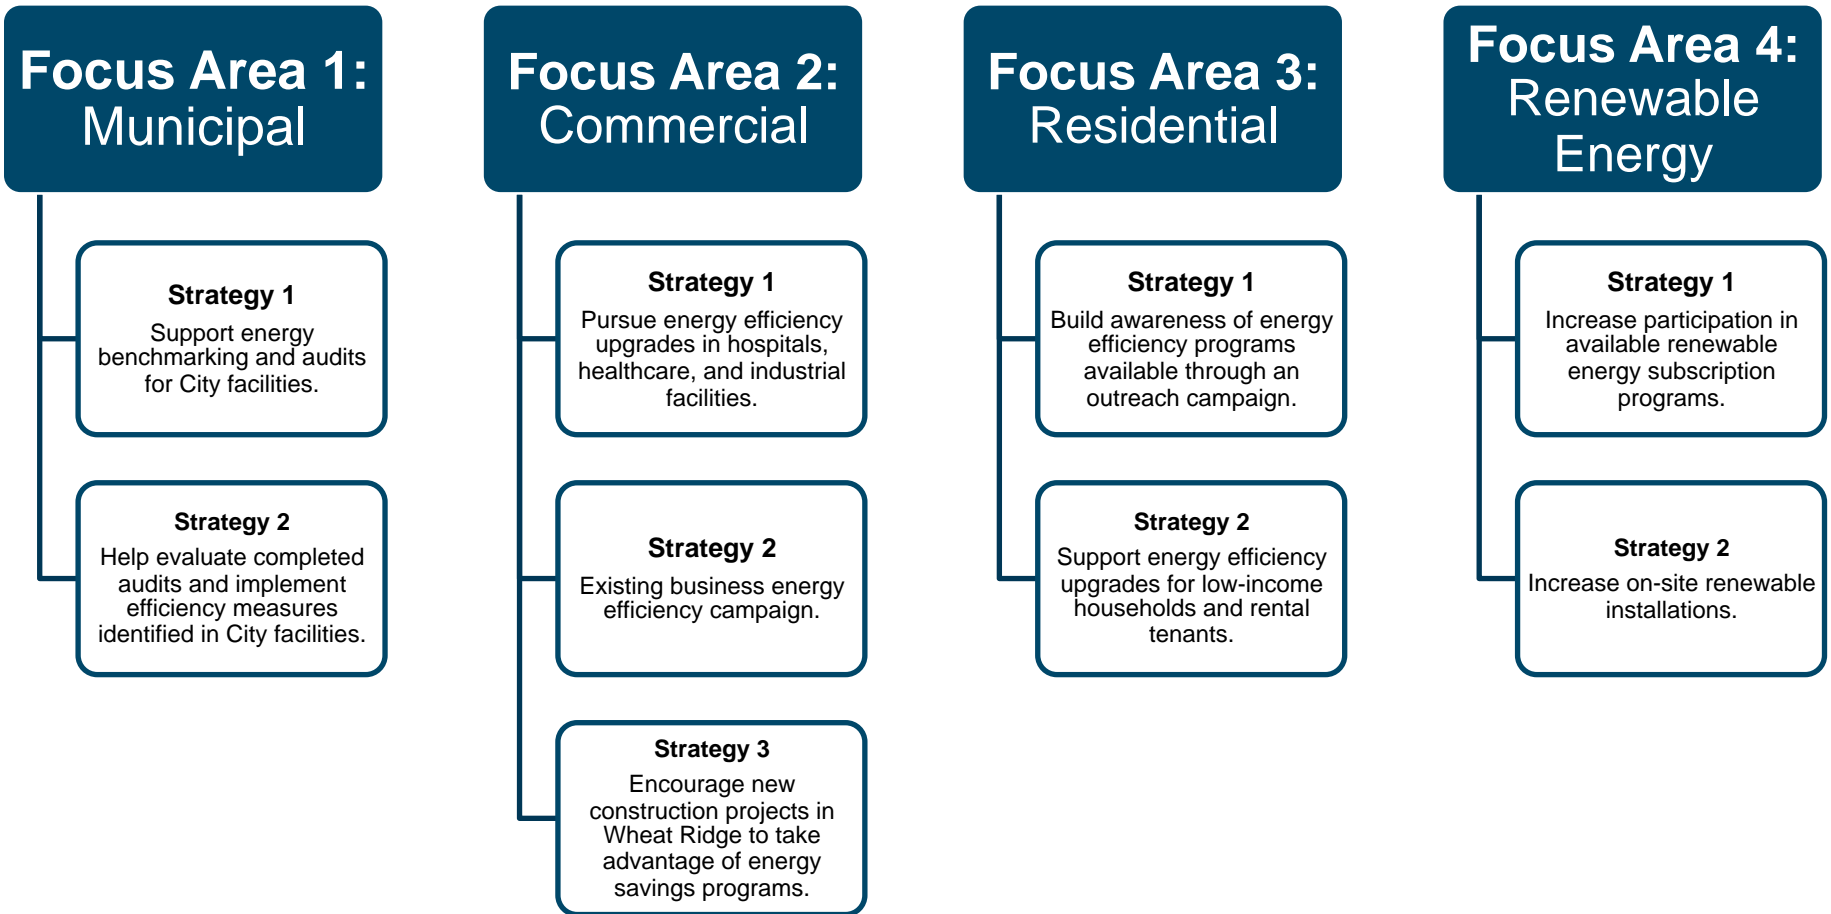 Focus Area 1:
Municipal
Strategy 1
Support energy
benchmarking and audits
for City facilities.
Strategy 2
Help evaluate completed
audits and implement
efficiency measures
identified in City facilities.
Focus Area 2:
Commercial
Strategy 1
Pursue energy efficiency
upgrades in hospitals,
healthcare, and industrial
facilities.
Strategy 2
Existing business energy
efficiency campaign.
Strategy 3
Encourage new
construction projects in
Wheat Ridge to take
advantage of energy
savings programs.
Focus Area 3:
Residential
Strategy 1
Build awareness of energy
efficiency programs
available through an
outreach campaign.
Strategy 2
Support energy efficiency
upgrades for low-income
households and rental
tenants.
Focus Area 4:
Renewable
Energy
Strategy 1
Increase participation in
available renewable
energy subscription
programs.
Strategy 2
Increase on-site renewable
installations.